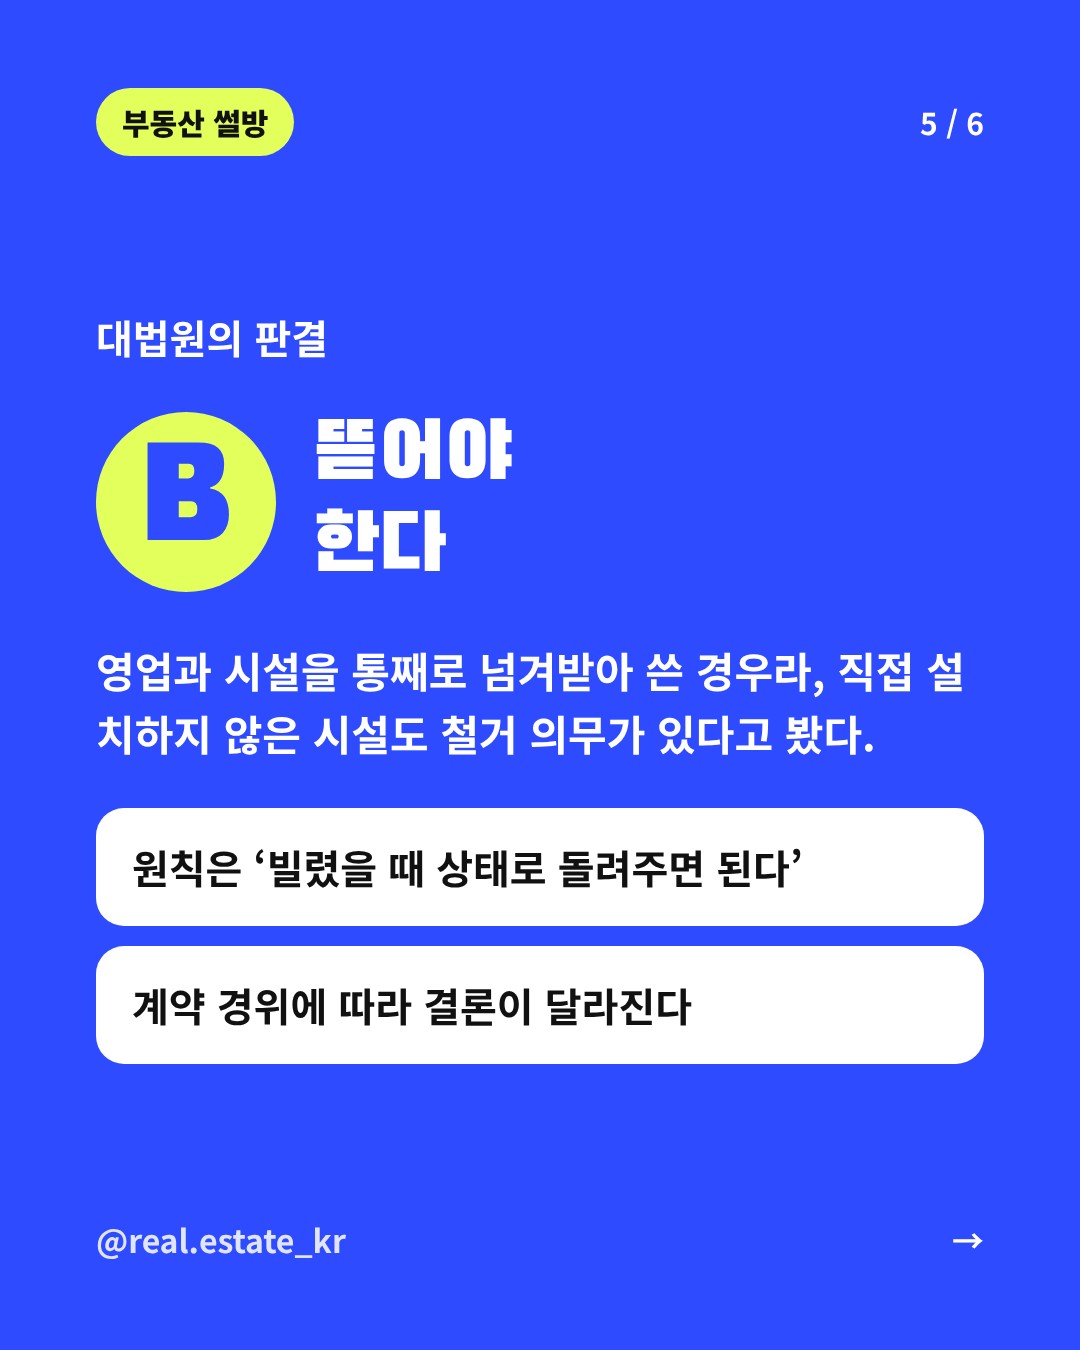 부동산 썰방
5 / 6
대법원의 판결
B
뜯어야
한다
영업과 시설을 통째로 넘겨받아 쓴 경우라, 직접 설
치하지 않은 시설도 철거 의무가 있다고 봤다.
원칙은 ‘빌렸을 때 상태로 돌려주면 된다’
계약 경위에 따라 결론이 달라진다
@real.estate_kr
→